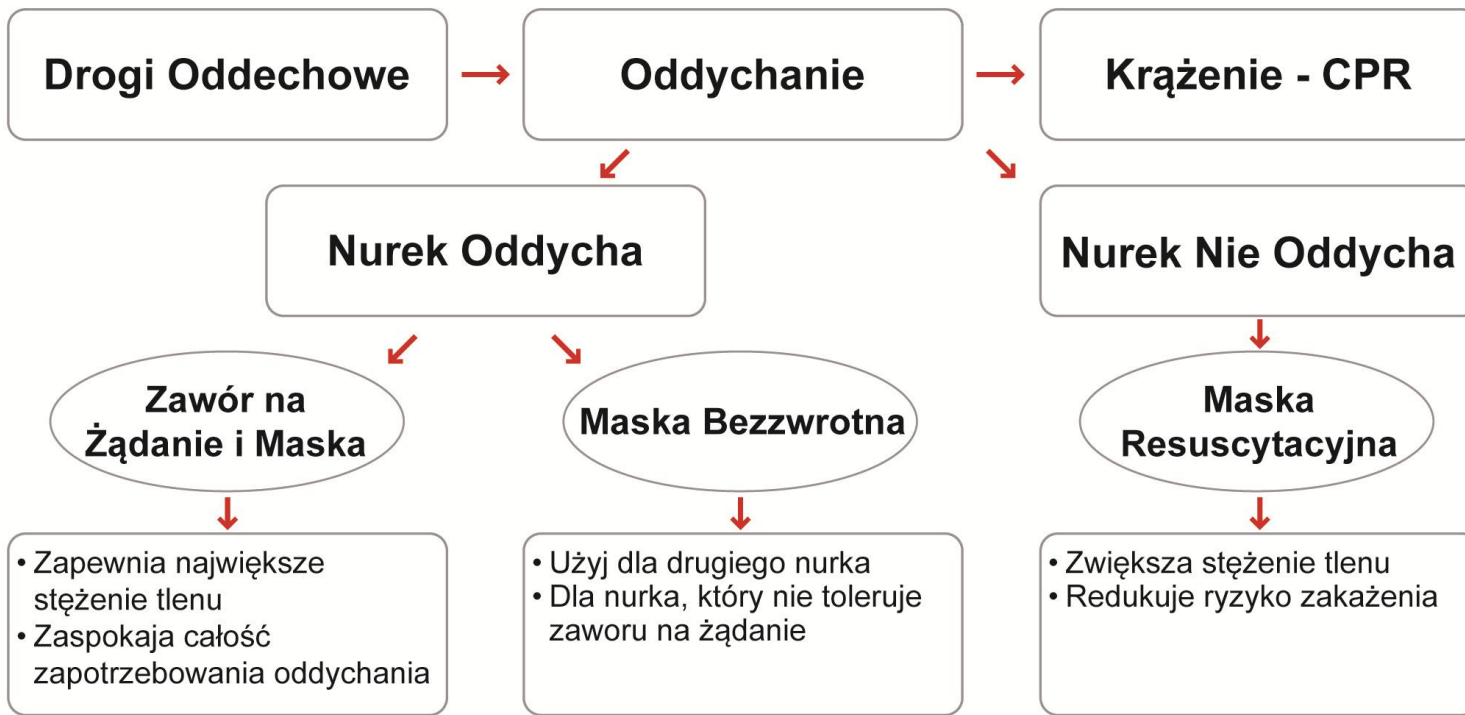 Drogi Oddechowe
Oddychanie
Krążenie - CPR
Nurek Oddycha
Nurek Nie Oddycha
Zawór na
Żądanie i Maska
Maska Bezzwrotna
Maska
Resuscytacyjna
• Zapewnia największe
stężenie tlenu
• Zaspokaja całość
zapotrzebowania oddychania
• Użyj dla drugiego nurka
• Dla nurka, który nie toleruje
zaworu na żądanie
• Zwiększa stężenie tlenu
• Redukuje ryzyko zakażenia